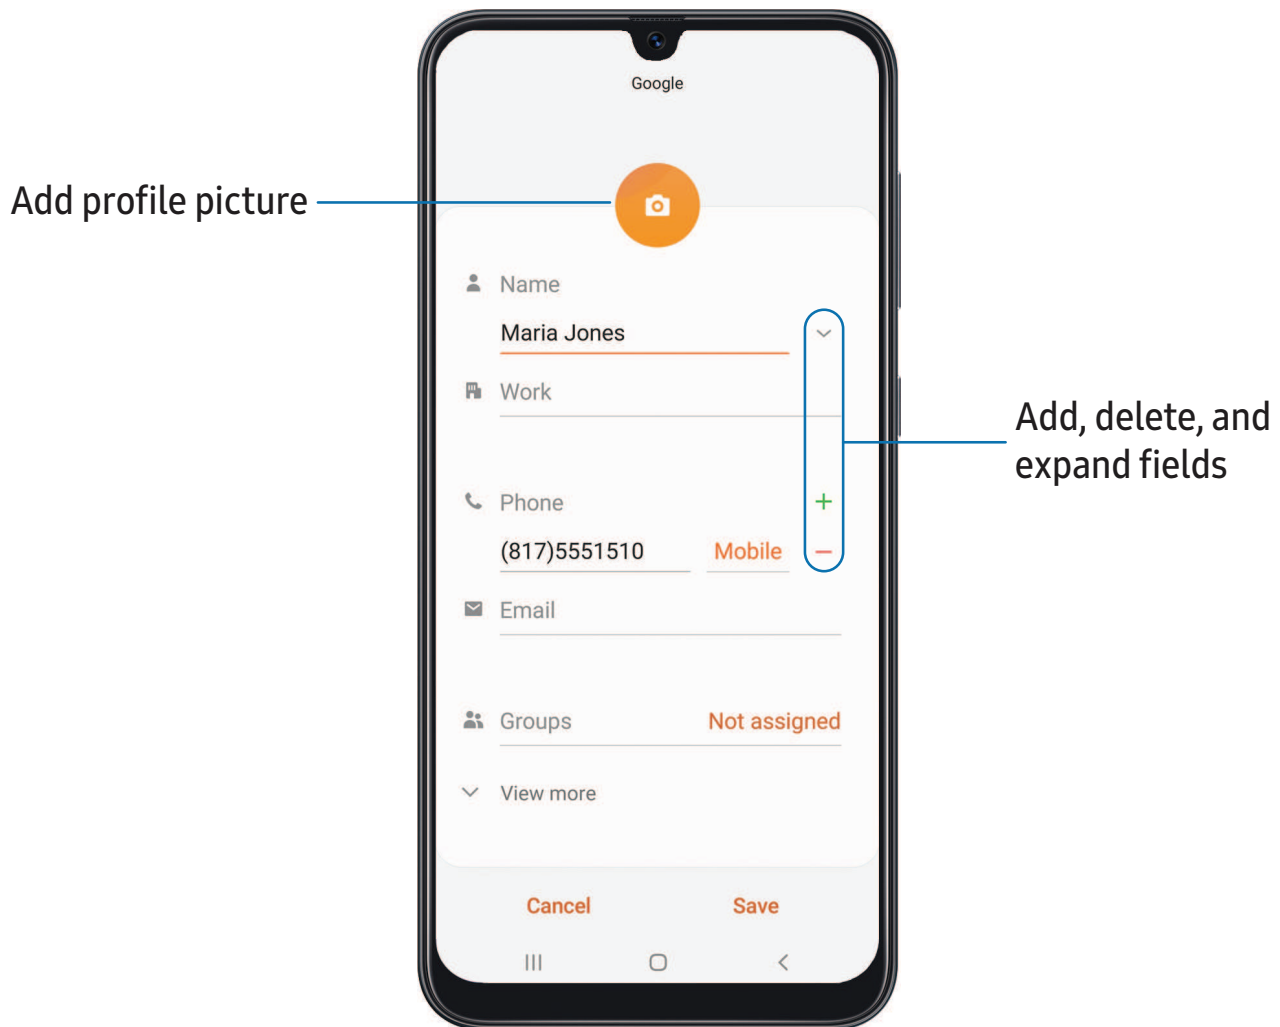 Google
Add profile picture
Name
Maria Jones
Work
Add, delete, and
expand fields
Phone
(817)5551510 Mobile
Email
Groups Not assigned
View more
Cancel Save